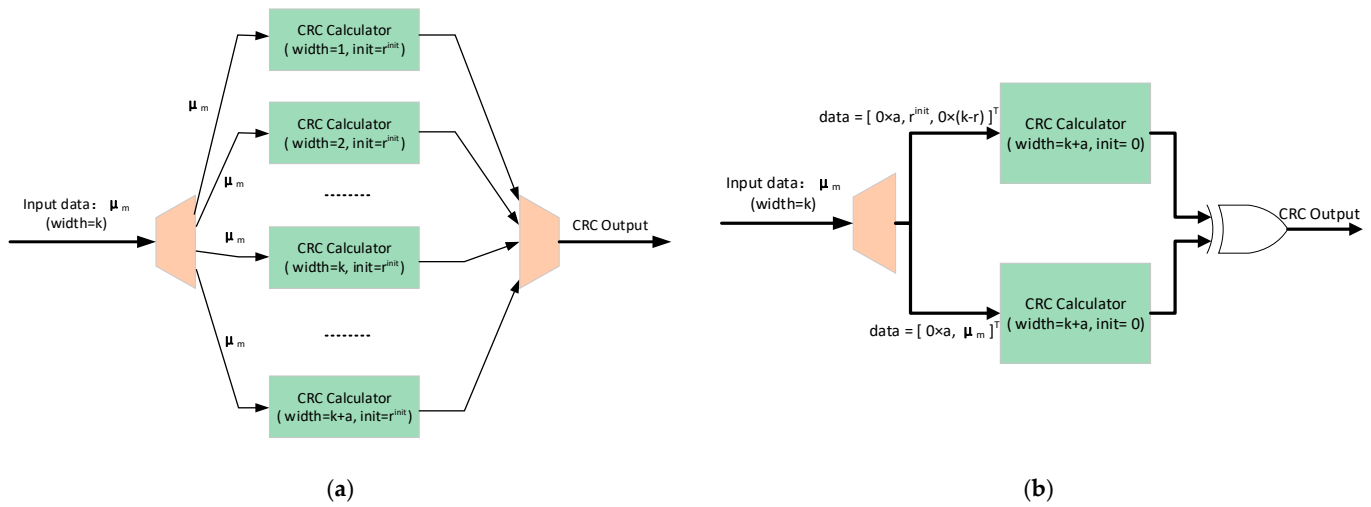 CRC Calculator
( width=1, init=r^init)
μ m
CRC Calculator
( width=2, init=r^init)
μ m
--------
Input data: μ m
(width=k)
μ m
CRC Calculator
( width=k, init=r^init)
CRC Output
--------
μ m
CRC Calculator
( width=k+a, init=r^init)
(a)
data = [ 0×a, r^init, 0×(k-r) ]^T
CRC Calculator
( width=k+a, init= 0)
Input data: μ m
(width=k)
CRC Output
CRC Calculator
( width=k+a, init= 0)
data = [ 0×a, μ m ]^T
(b)